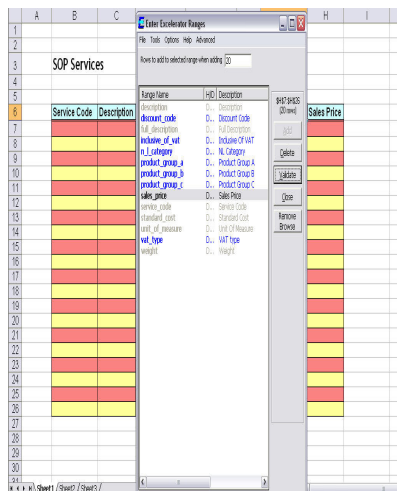 A B C H I
Enter Excelerator Ranges
File Tools Options Help Advanced
Rows to add to selected range when adding 20
SOP Services
Range Name H|D Description
description D... Description
discount_code D... Discount Code
full_description D... Full Description
inclusive_of_vat D... Inclusive Of VAT
n_l_category D... NL Category
product_group_a D... Product Group A
product_group_b D... Product Group B
product_group_c D... Product Group C
sales_price D... Sales Price
service_code D... Service Code
standard_cost D... Standard Cost
unit_of_measure D... Unit Of Measure
vat_type D... VAT type
weight D... Weight
$H$7:$H$26
(20 rows)
Add
Delete
Validate
Close
Remove
Browse
Service Code Description Sales Price
1
2
3
4
5
6
7
8
9
10
11
12
13
14
15
16
17
18
19
20
21
22
23
24
25
26
27
28
29
30
Sheet1 / Sheet2 / Sheet3 /